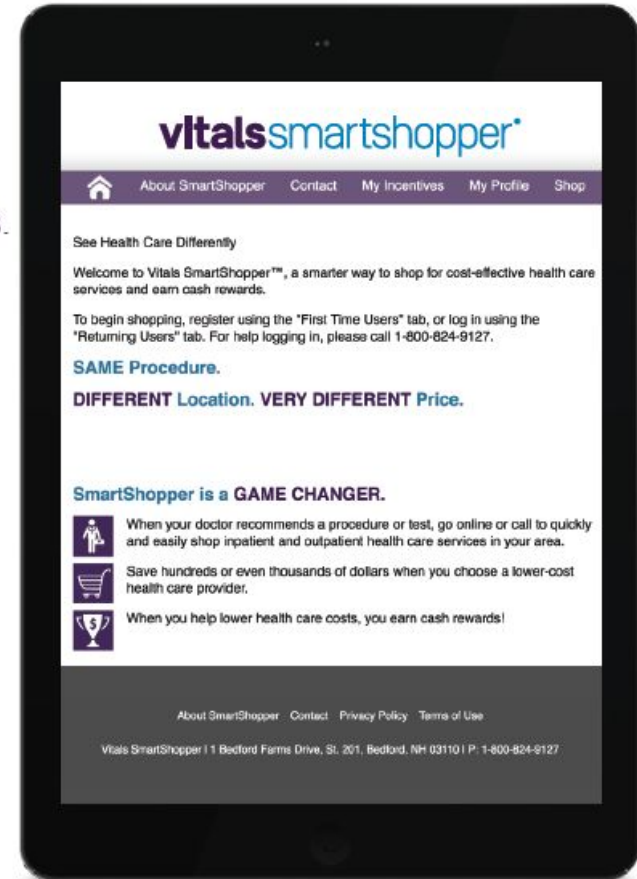 vitalssmartshopper
About SmartShopper Contact My Incentives My Profile Shop
See Health Care Differently
Welcome to Vitals SmartShopper™, a smarter way to shop for cost-effective health care
services and earn cash rewards.
To begin shopping, register using the "First Time Users" tab, or log in using the
"Returning Users" tab. For help logging in, please call 1-800-824-9127.
SAME Procedure.
DIFFERENT Location. VERY DIFFERENT Price.
SmartShopper is a GAME CHANGER.
When your doctor recommends a procedure or test, go online or call to quickly
and easily shop inpatient and outpatient health care services in your area.
Save hundreds or even thousands of dollars when you choose a lower-cost
health care provider.
When you help lower health care costs, you earn cash rewards!
About SmartShopper Contact Privacy Policy Terms of Use
Vitals SmartShopper | 1 Bedford Farms Drive, St. 201, Bedford, NH 03110 | P: 1-800-824-9127